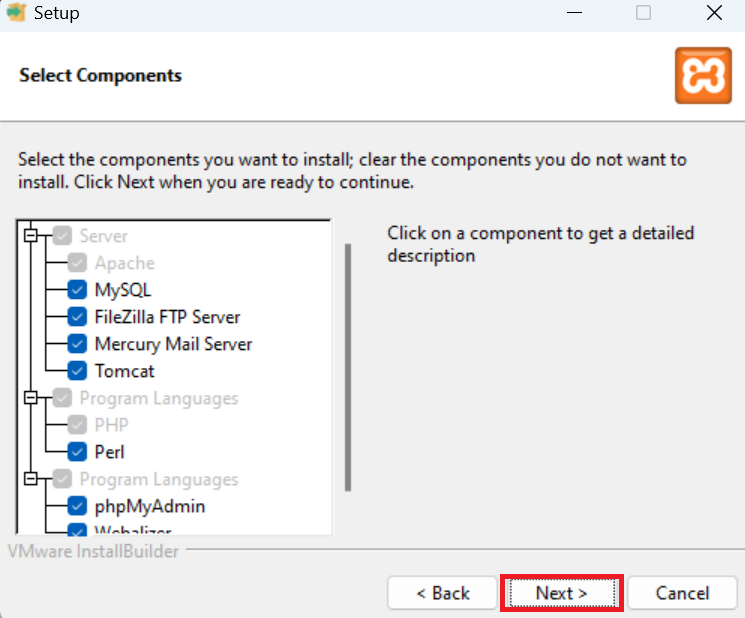 Setup
Select Components
Select the components you want to install; clear the components you do not want to
install. Click Next when you are ready to continue.
Server
Apache
MySQL
FileZilla FTP Server
Mercury Mail Server
Tomcat
Program Languages
PHP
Perl
Program Languages
phpMyAdmin
Webalizer
Click on a component to get a detailed
description
VMware InstallBuilder
< Back
Next >
Cancel